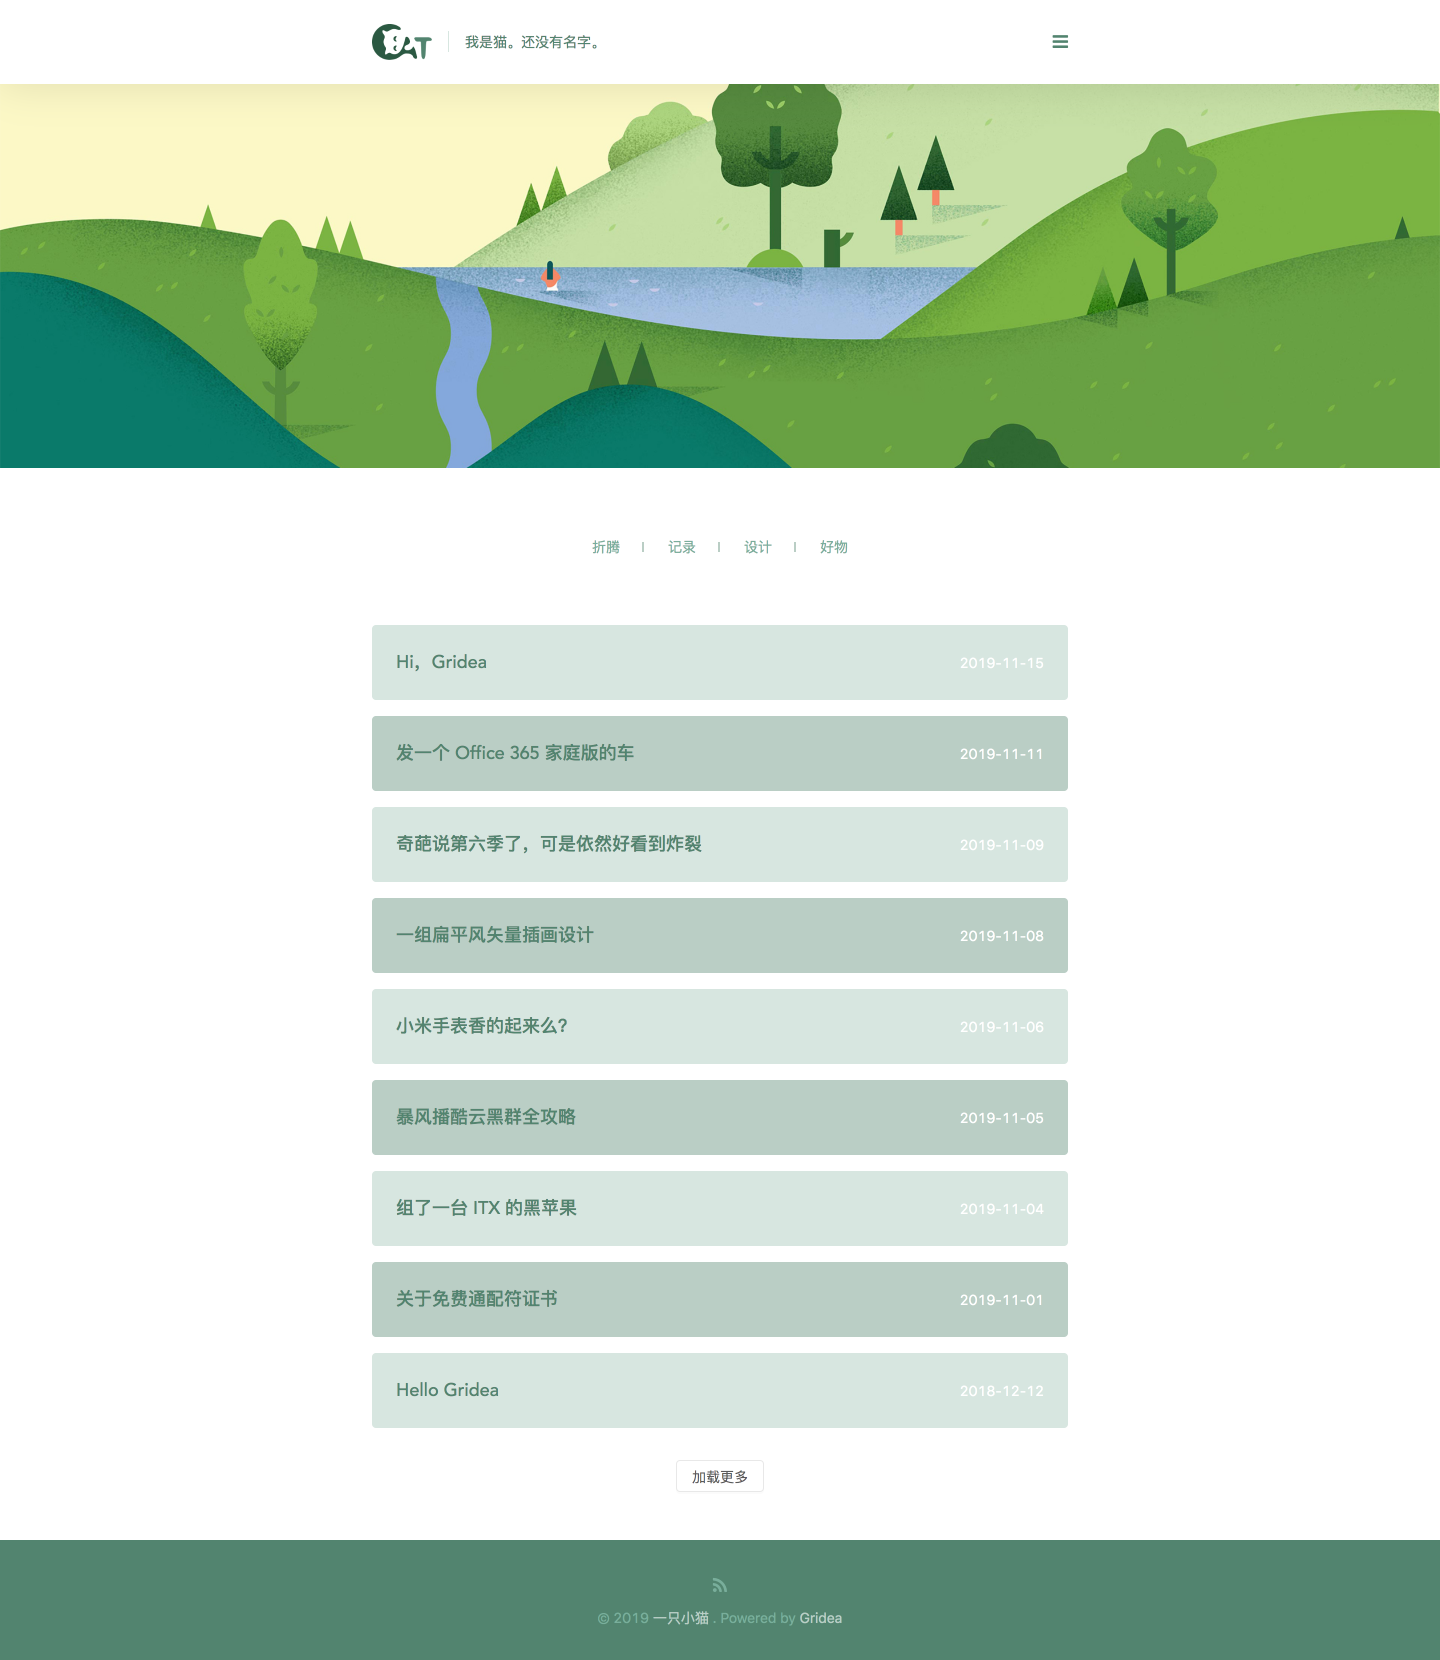 CAT
我是猫。还没有名字。
折腾 | 记录 | 设计 | 好物
Hi，Gridea 2019-11-15
发一个 Office 365 家庭版的车 2019-11-11
奇葩说第六季了，可是依然好看到炸裂 2019-11-09
一组扁平风矢量插画设计 2019-11-08
小米手表香的起来么？ 2019-11-06
暴风播酷云黑群全攻略 2019-11-05
组了一台 ITX 的黑苹果 2019-11-04
关于免费通配符证书 2019-11-01
Hello Gridea 2018-12-12
加载更多
© 2019 一只小猫 . Powered by Gridea